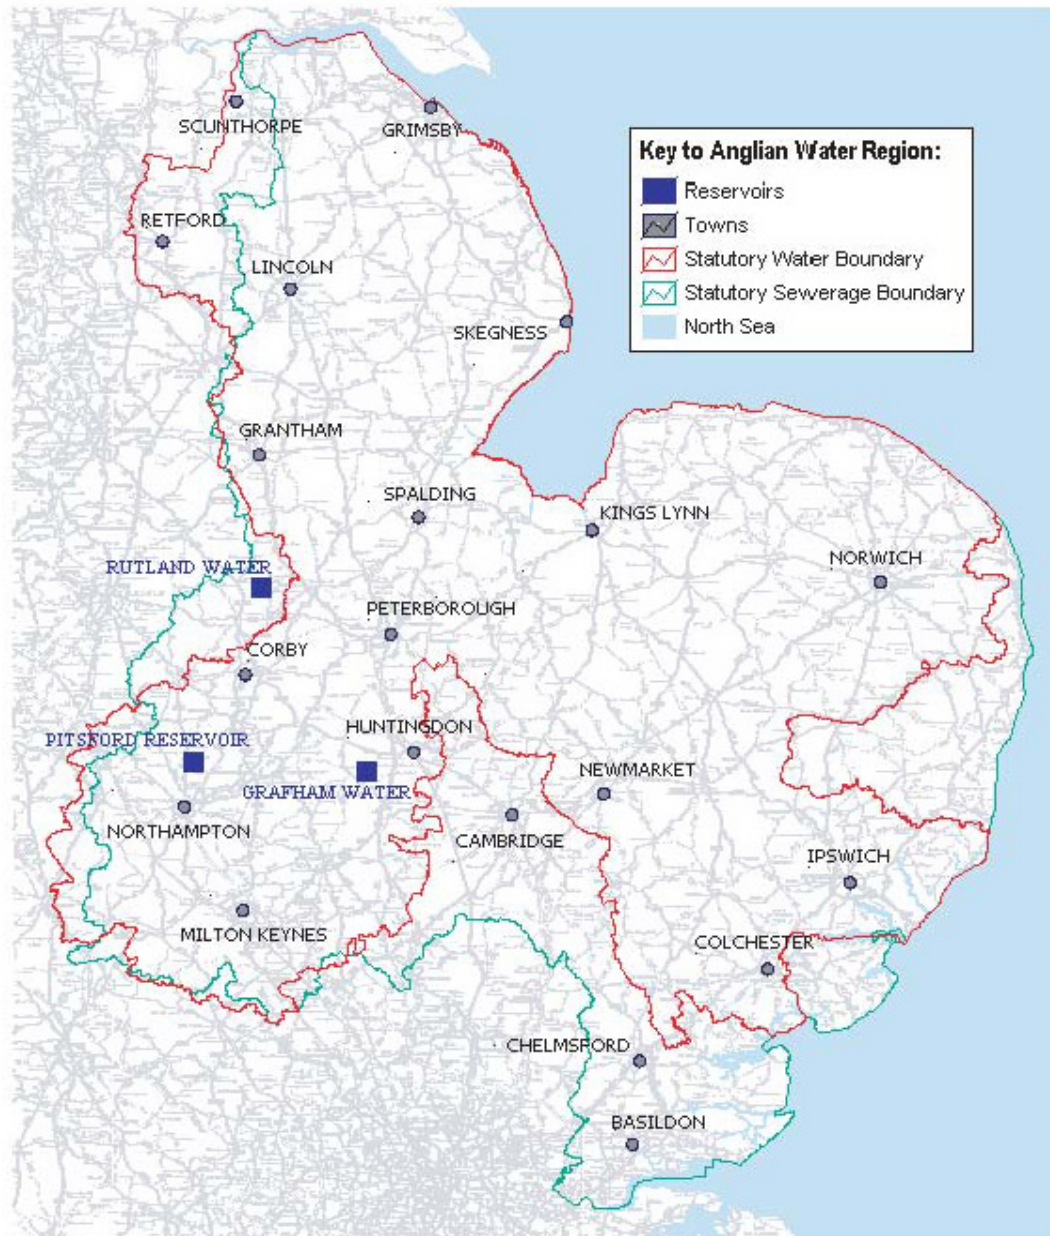 SCUNTHORPE
GRIMSBY
Key to Anglian Water Region:
Reservoirs
Towns
Statutory Water Boundary
Statutory Sewerage Boundary
North Sea
RETFORD
LINCOLN
SKEGNESS
GRANTHAM
SPALDING
KINGS LYNN
RUTLAND WATER
NORWICH
PETERBOROUGH
CORBY
PITSFORD RESERVOIR
HUNTINGDON
GRAFHAM WATER
NEWMARKET
NORTHAMPTON
CAMBRIDGE
IPSWICH
MILTON KEYNES
COLCHESTER
CHELMSFORD
BASILDON